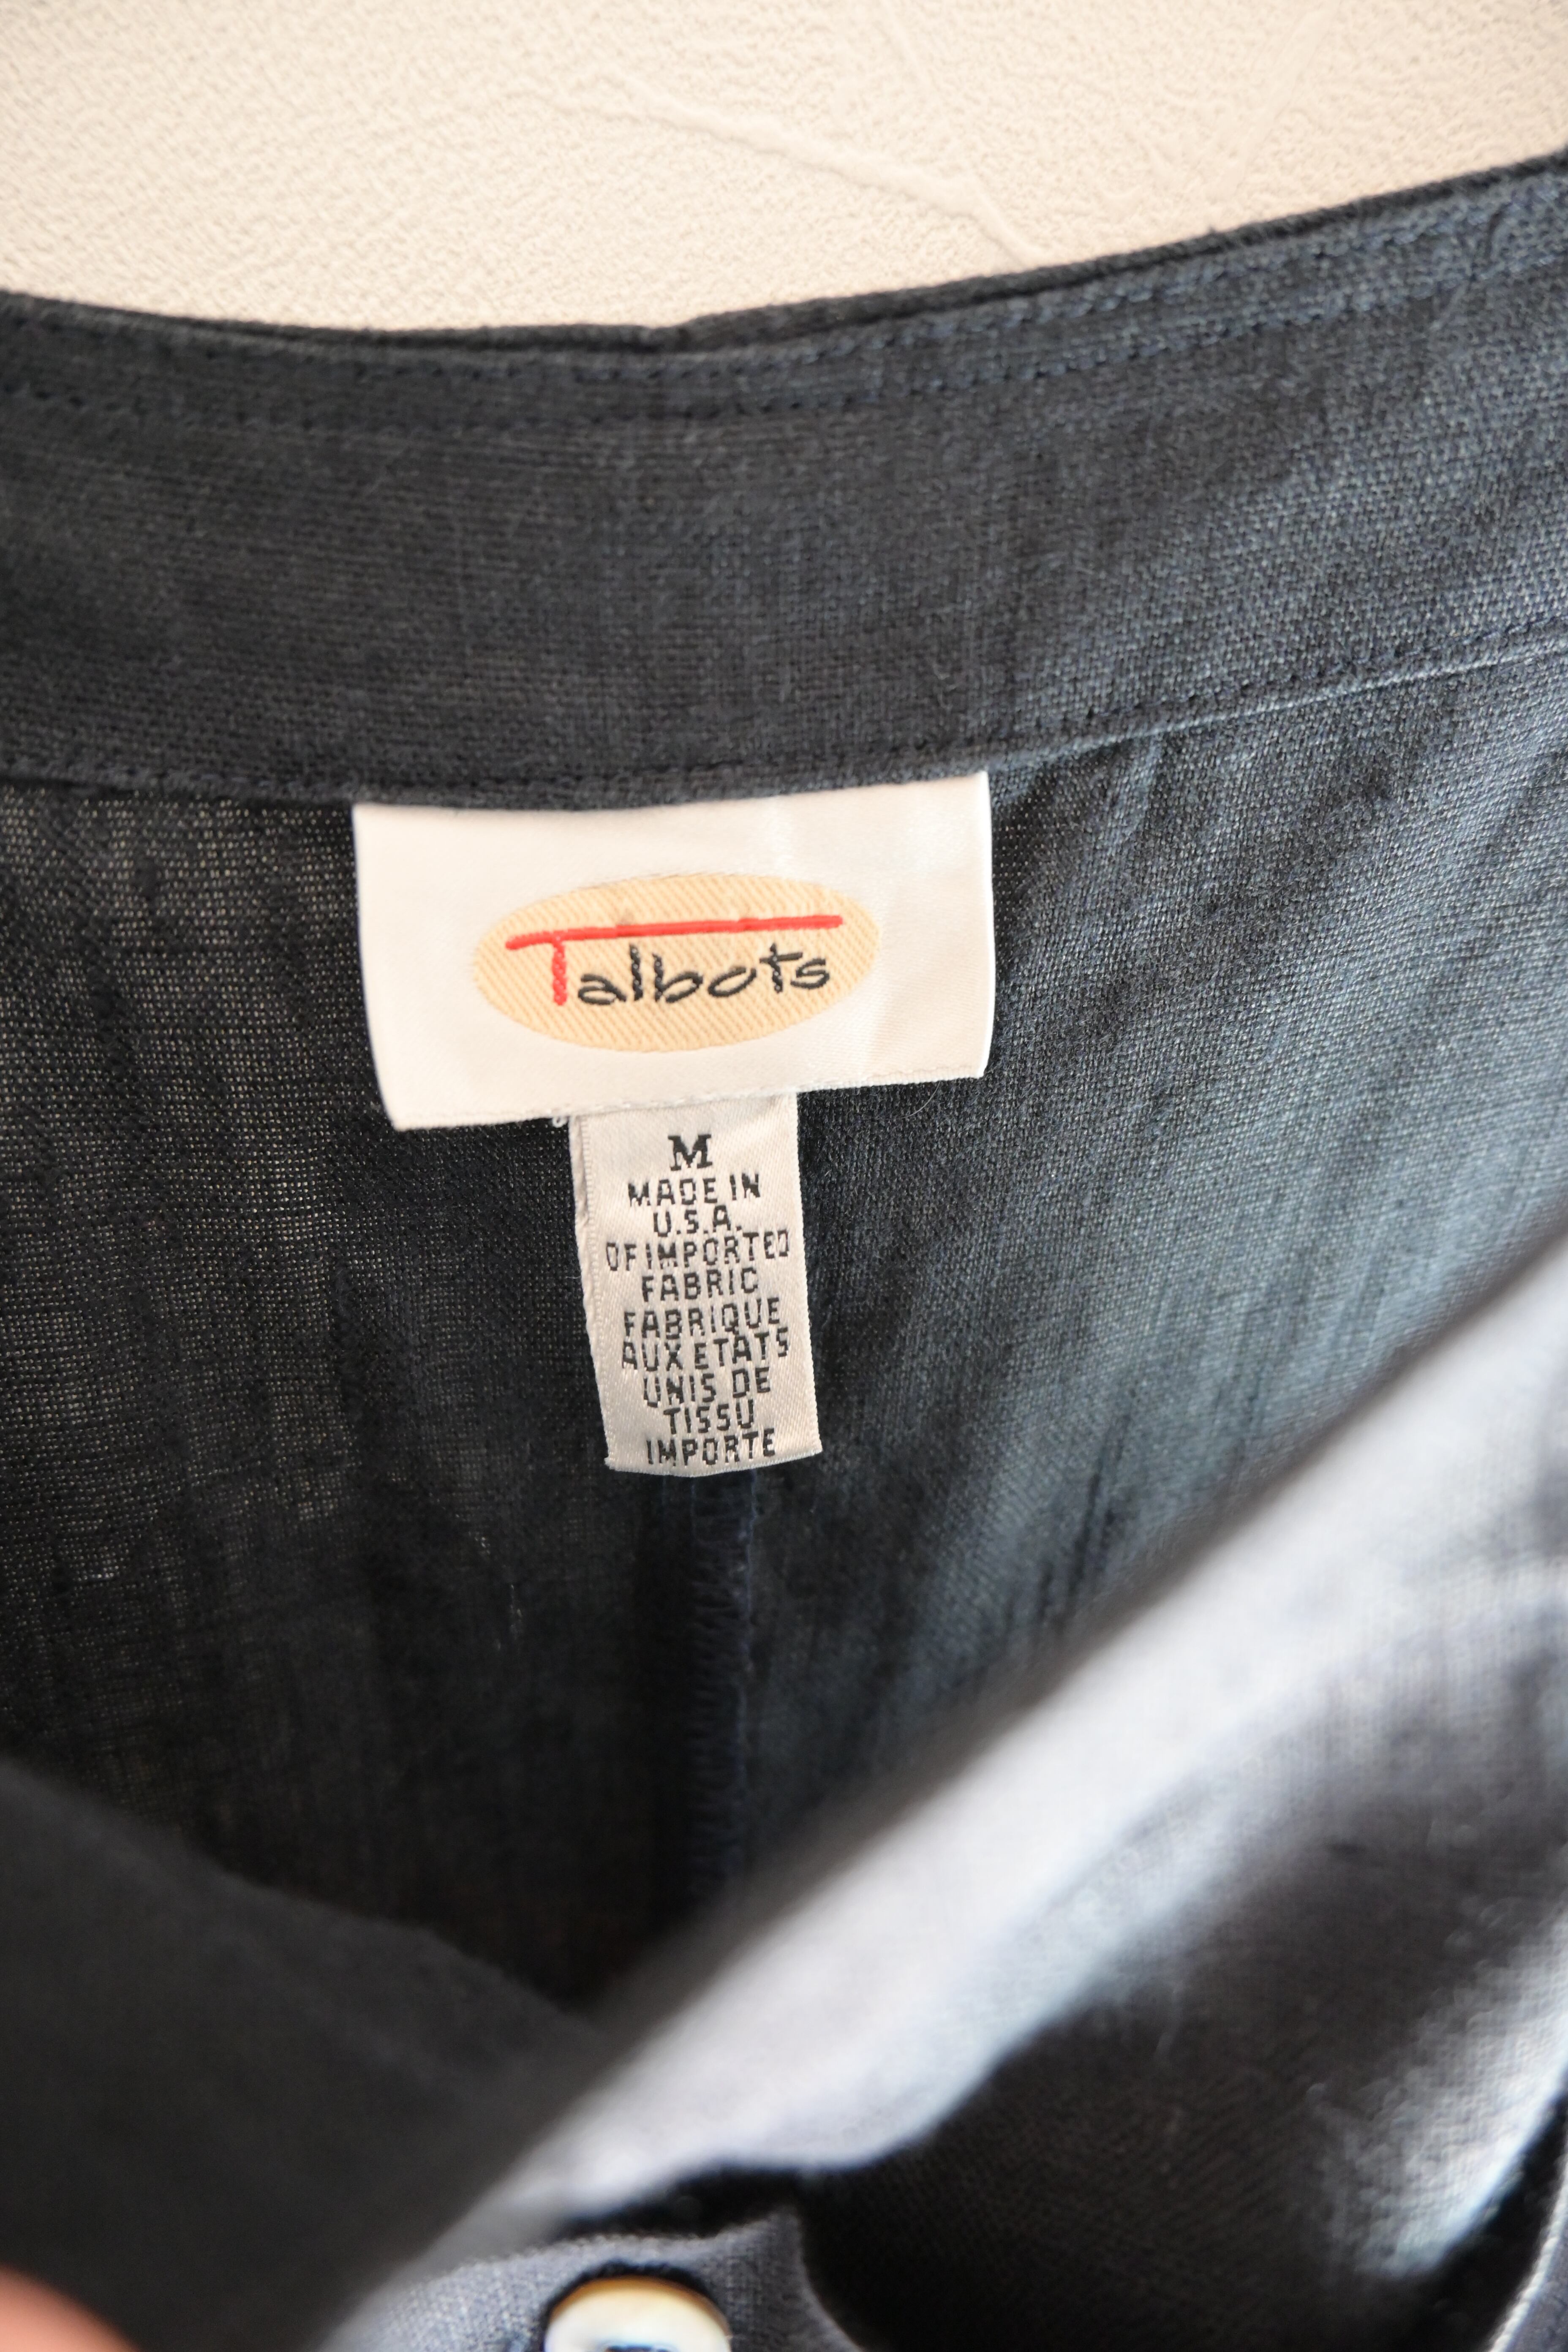 Talbots
M
MADE IN
U.S.A.
OF IMPORTED
FABRIC
FABRIQUE
AUX ETATS
UNIS DE
TISSU
IMPORTE